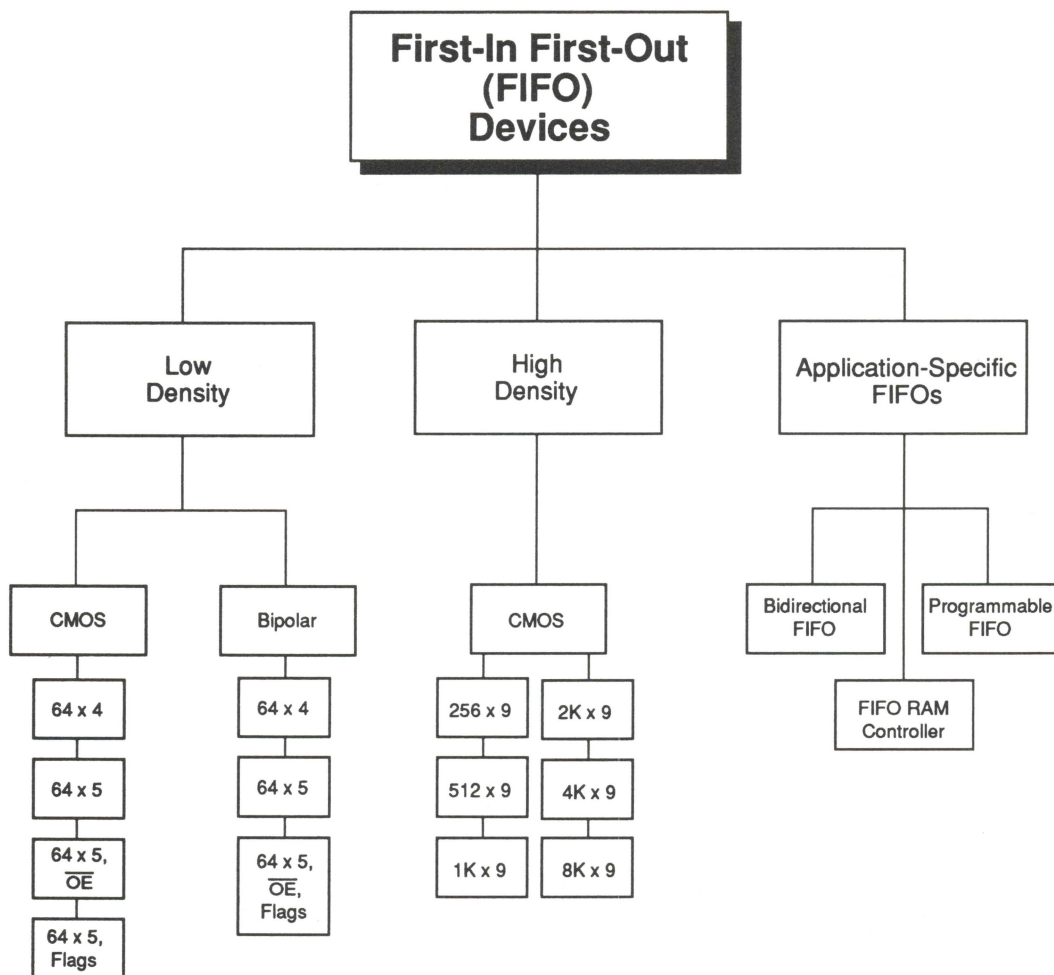 First-In First-Out
(FIFO)
Devices
Low
Density
High
Density
Application-Specific
FIFOs
CMOS
Bipolar
CMOS
Bidirectional
FIFO
Programmable
FIFO
FIFO RAM
Controller
64 x 4
64 x 5
64 x 5,
O̅E̅
64 x 5,
Flags
64 x 4
64 x 5
64 x 5,
O̅E̅,
Flags
256 x 9
512 x 9
1K x 9
2K x 9
4K x 9
8K x 9